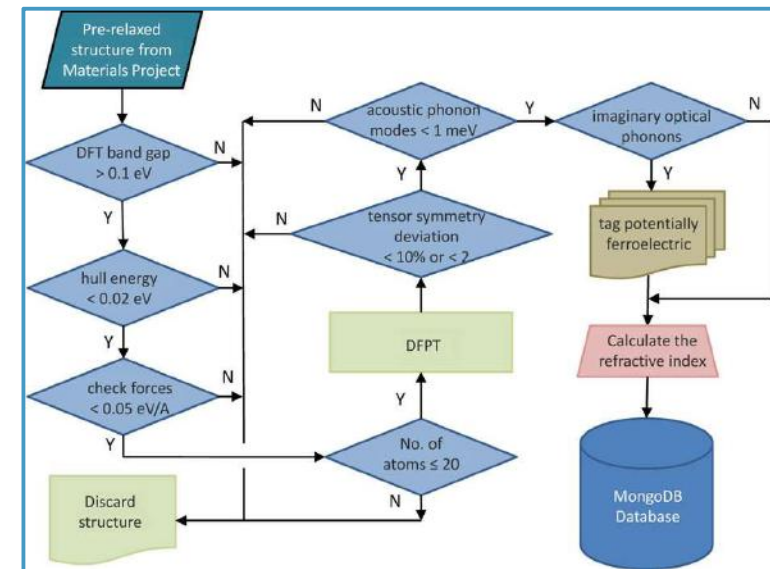 Pre-relaxed
structure from
Materials Project
DFT band gap
> 0.1 eV
N
Y
hull energy
< 0.02 eV
N
Y
check forces
< 0.05 eV/A
N
Y
Discard
structure
N
acoustic phonon
modes < 1 meV
Y
Y
N
tensor symmetry
deviation
< 10% or < 2
DFPT
Y
No. of
atoms ≤ 20
N
imaginary optical
phonons
N
Y
tag potentially
ferroelectric
Calculate the
refractive index
MongoDB
Database